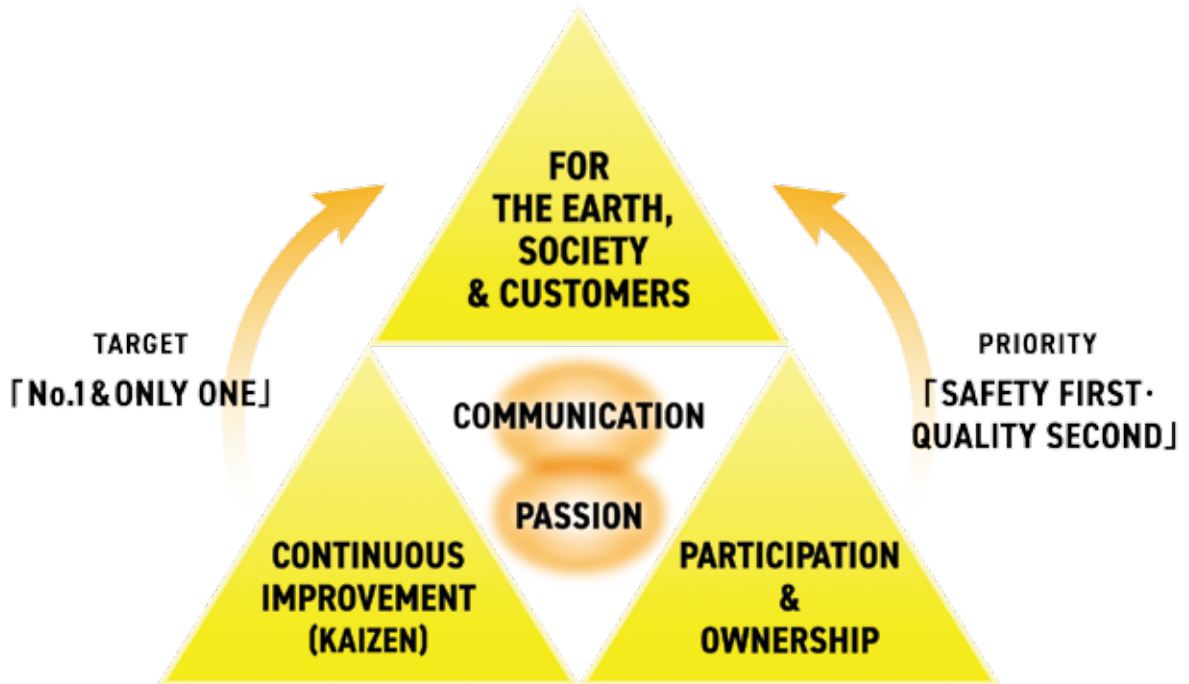 FOR
THE EARTH,
SOCIETY
& CUSTOMERS
TARGET
「No.1&ONLY ONE」
PRIORITY
「SAFETY FIRST·
QUALITY SECOND」
COMMUNICATION
PASSION
CONTINUOUS
IMPROVEMENT
(KAIZEN)
PARTICIPATION
&
OWNERSHIP